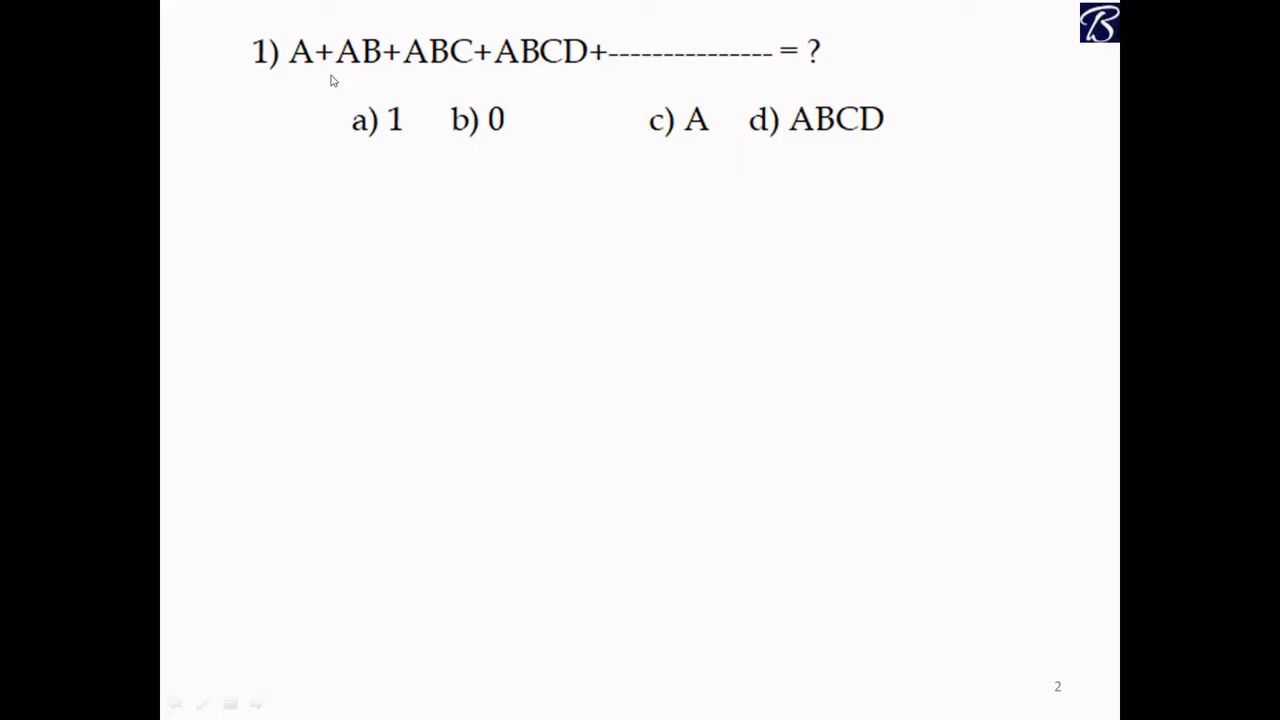 1) A+AB+ABC+ABCD+--------------- = ?
a) 1 b) 0 c) A d) ABCD
B
2